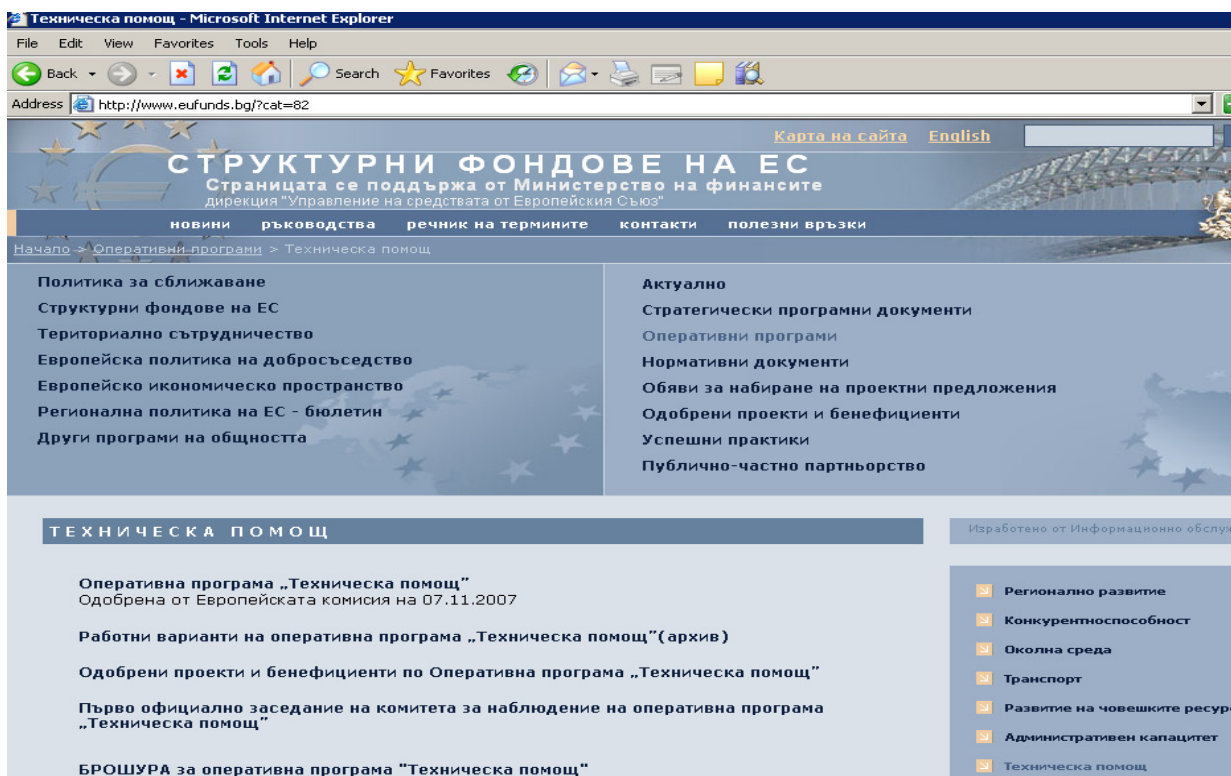 Техническа помощ - Microsoft Internet Explorer
File Edit View Favorites Tools Help
Back Search Favorites
Address http://www.eufunds.bg/?cat=82
Карта на сайта English
СТРУКТУРНИ ФОНДОВЕ НА ЕС
Страницата се поддържа от Министерство на финансите
дирекция "Управление на средствата от Европейския Съюз"
новини ръководства речник на термините контакти полезни връзки
Начало > Оперативни програми > Техническа помощ
Политика за сближаване
Структурни фондове на ЕС
Териториално сътрудничество
Европейска политика на добросъседство
Европейско икономическо пространство
Регионална политика на ЕС - бюлетин
Други програми на общността
Актуално
Стратегически програмни документи
Оперативни програми
Нормативни документи
Обяви за набиране на проектни предложения
Одобрени проекти и бенефициенти
Успешни практики
Публично-частно партньорство
ТЕХНИЧЕСКА ПОМОЩ
Оперативна програма „Техническа помощ”
Одобрена от Европейската комисия на 07.11.2007
Работни варианти на оперативна програма „Техническа помощ”(архив)
Одобрени проекти и бенефициенти по Оперативна програма „Техническа помощ”
Първо официално заседание на комитета за наблюдение на оперативна програма
„Техническа помощ”
БРОШУРА за оперативна програма "Техническа помощ"
Изработено от Информационно
Регионално развитие
Конкурентноспособност
Околна среда
Транспорт
Развитие на човешките
Административен капацитет
Техническа помощ